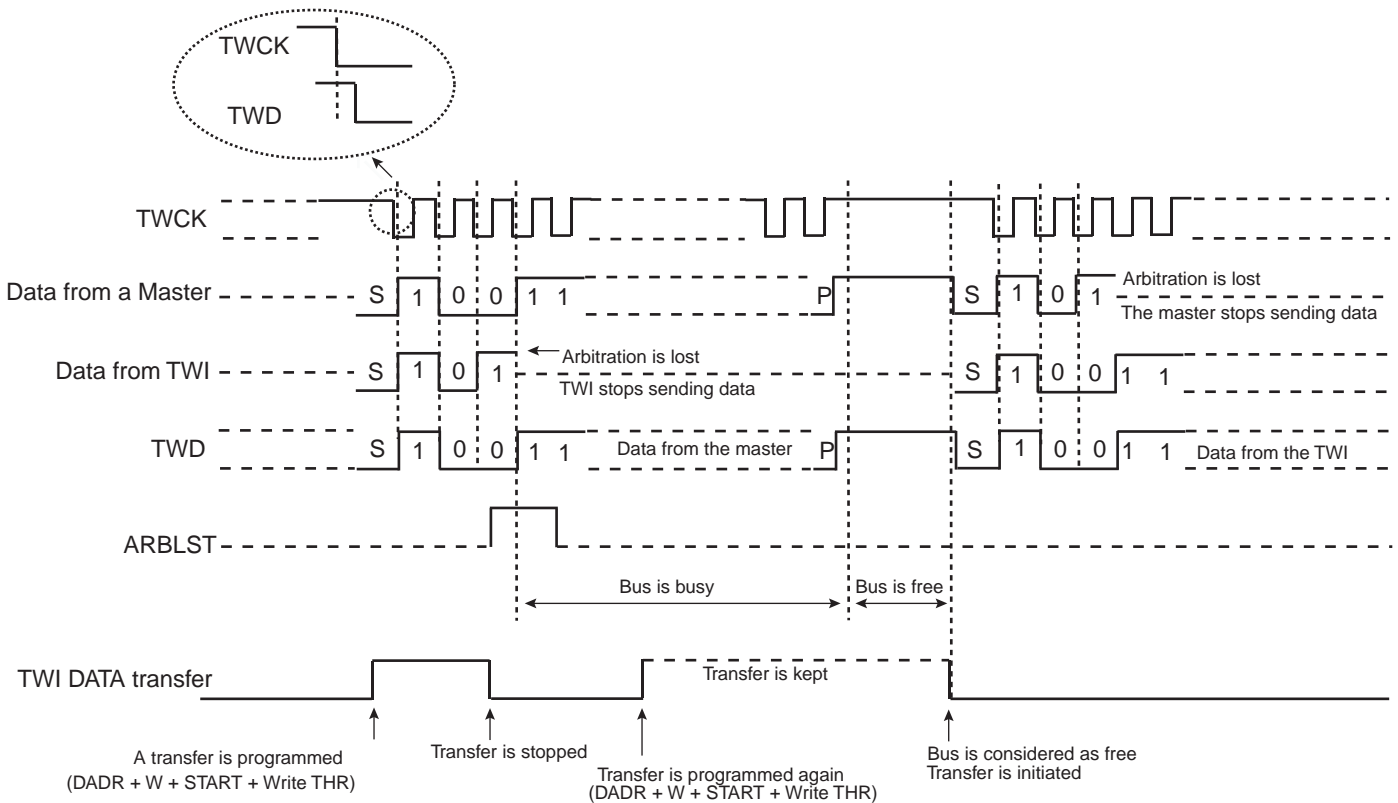 TWCK
TWD
TWCK
Data from a Master S 1 0 0 1 1 P S 1 0 1 Arbitration is lost
The master stops sending data
Data from TWI S 1 0 1 Arbitration is lost S 1 0 0 1 1
TWI stops sending data
TWD S 1 0 0 1 1 Data from the master P S 1 0 0 1 1 Data from the TWI
ARBLST
Bus is busy Bus is free
TWI DATA transfer Transfer is kept
A transfer is programmed
(DADR + W + START + Write THR)
Transfer is stopped
Transfer is programmed again
(DADR + W + START + Write THR)
Bus is considered as free
Transfer is initiated